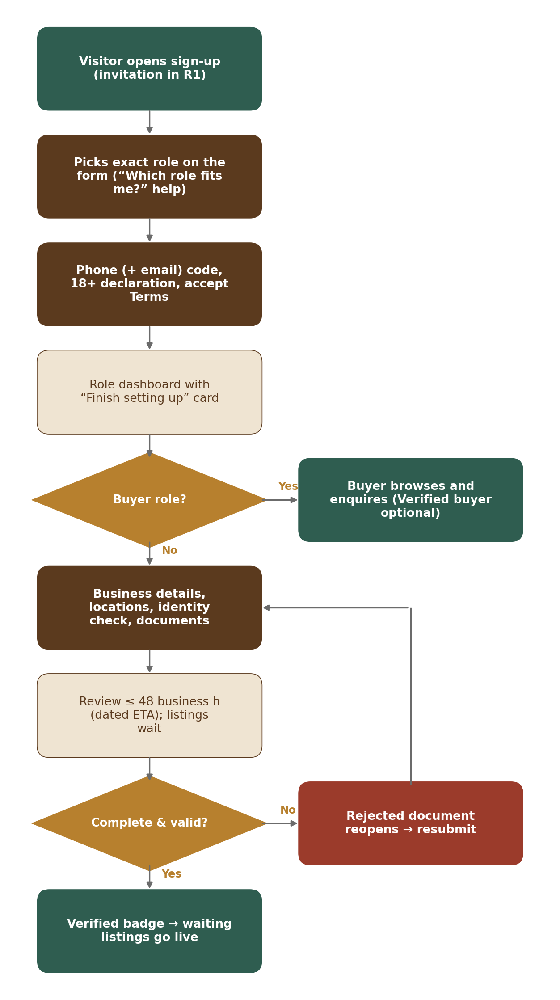 Visitor opens sign-up
(invitation in R1)
Picks exact role on the
form (“Which role fits
me?” help)
Phone (+ email) code,
18+ declaration, accept
Terms
Role dashboard with
“Finish setting up” card
Buyer role?
Yes
Buyer browses and
enquires (Verified buyer
optional)
No
Business details,
locations, identity
check, documents
Review ≤ 48 business h
(dated ETA); listings
wait
Complete & valid?
No
Rejected document
reopens → resubmit
Yes
Verified badge → waiting
listings go live